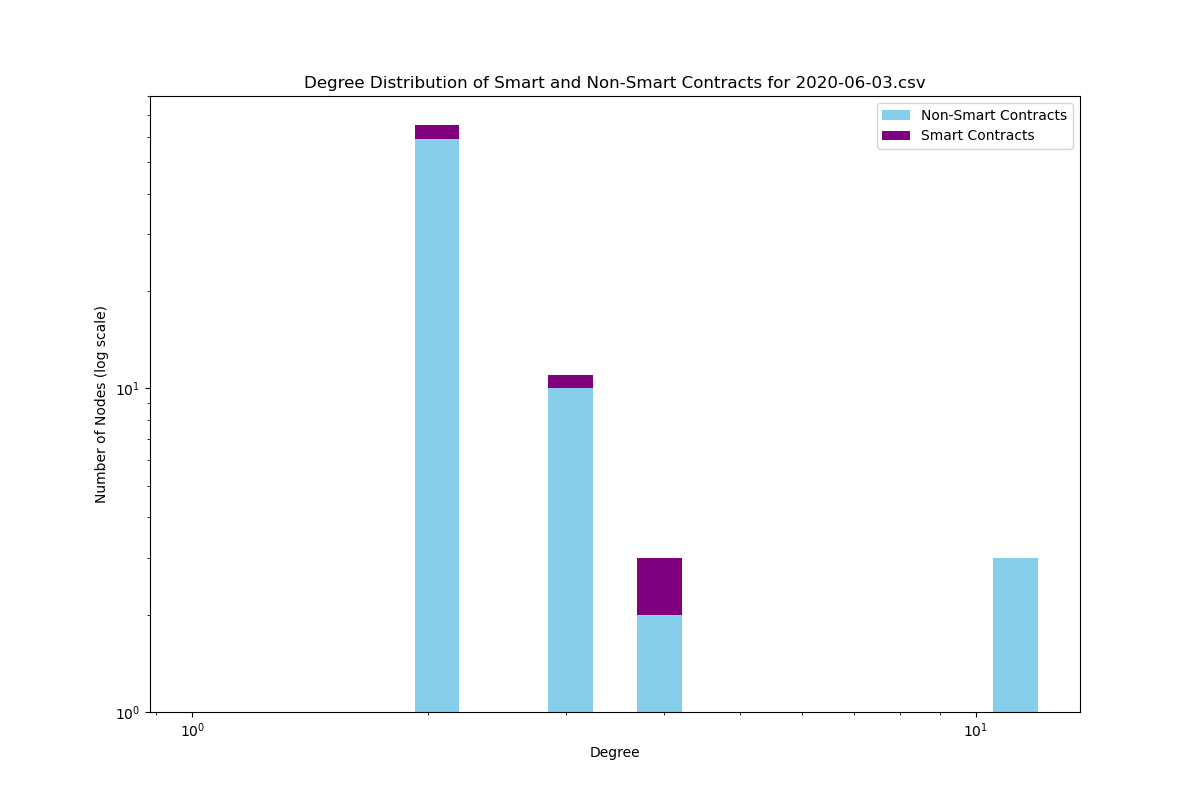 Degree Distribution of Smart and Non-Smart Contracts for 2020-06-03.csv
Non-Smart Contracts
Smart Contracts
Number of Nodes (log scale)
10¹
10⁰
10⁰ 10¹
Degree